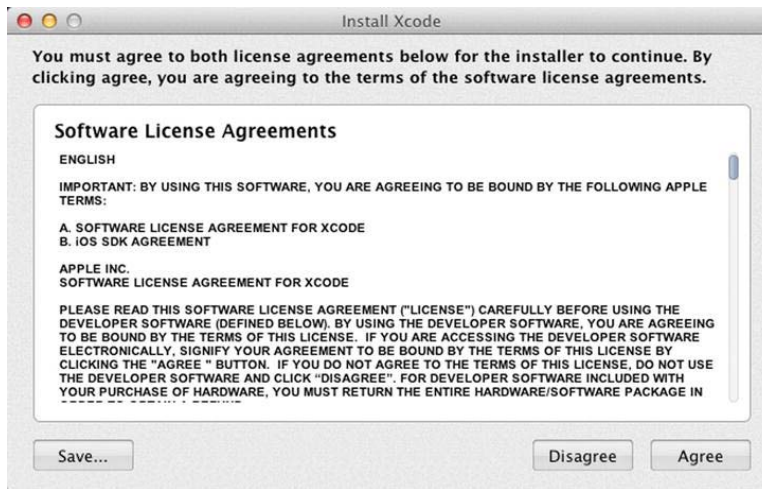 Install Xcode
You must agree to both license agreements below for the installer to continue. By
clicking agree, you are agreeing to the terms of the software license agreements.
Software License Agreements
ENGLISH
IMPORTANT: BY USING THIS SOFTWARE, YOU ARE AGREEING TO BE BOUND BY THE FOLLOWING APPLE
TERMS:
A. SOFTWARE LICENSE AGREEMENT FOR XCODE
B. iOS SDK AGREEMENT
APPLE INC.
SOFTWARE LICENSE AGREEMENT FOR XCODE
PLEASE READ THIS SOFTWARE LICENSE AGREEMENT ("LICENSE") CAREFULLY BEFORE USING THE
DEVELOPER SOFTWARE (DEFINED BELOW). BY USING THE DEVELOPER SOFTWARE, YOU ARE AGREEING
TO BE BOUND BY THE TERMS OF THIS LICENSE. IF YOU ARE ACCESSING THE DEVELOPER SOFTWARE
ELECTRONICALLY, SIGNIFY YOUR AGREEMENT TO BE BOUND BY THE TERMS OF THIS LICENSE BY
CLICKING THE "AGREE " BUTTON. IF YOU DO NOT AGREE TO THE TERMS OF THIS LICENSE, DO NOT USE
THE DEVELOPER SOFTWARE AND CLICK “DISAGREE”. FOR DEVELOPER SOFTWARE INCLUDED WITH
YOUR PURCHASE OF HARDWARE, YOU MUST RETURN THE ENTIRE HARDWARE/SOFTWARE PACKAGE IN
Save...
Disagree
Agree